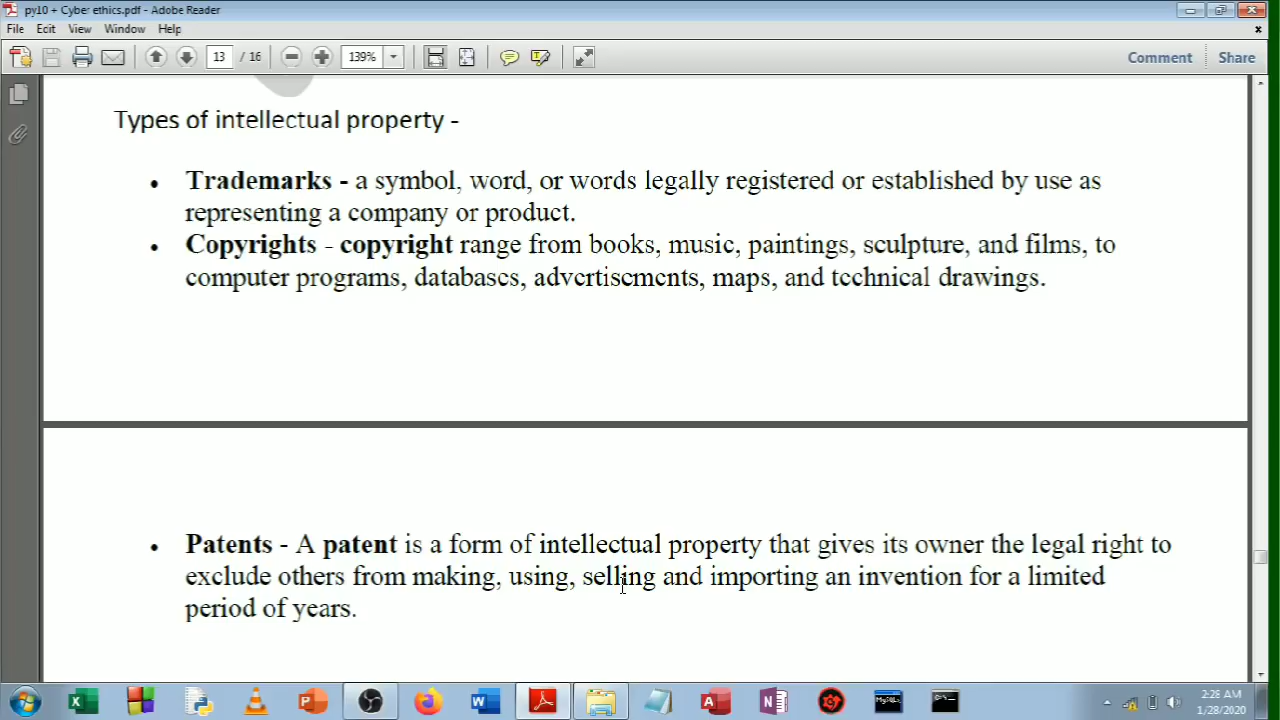 py10 + Cyber ethics.pdf - Adobe Reader
File Edit View Window Help
13 / 16 139% Comment Share
Types of intellectual property -
• Trademarks - a symbol, word, or words legally registered or established by use as
representing a company or product.
• Copyrights - copyright range from books, music, paintings, sculpture, and films, to
computer programs, databases, advertisements, maps, and technical drawings.
• Patents - A patent is a form of intellectual property that gives its owner the legal right to
exclude others from making, using, selling and importing an invention for a limited
period of years.
2:28 AM
1/28/2020